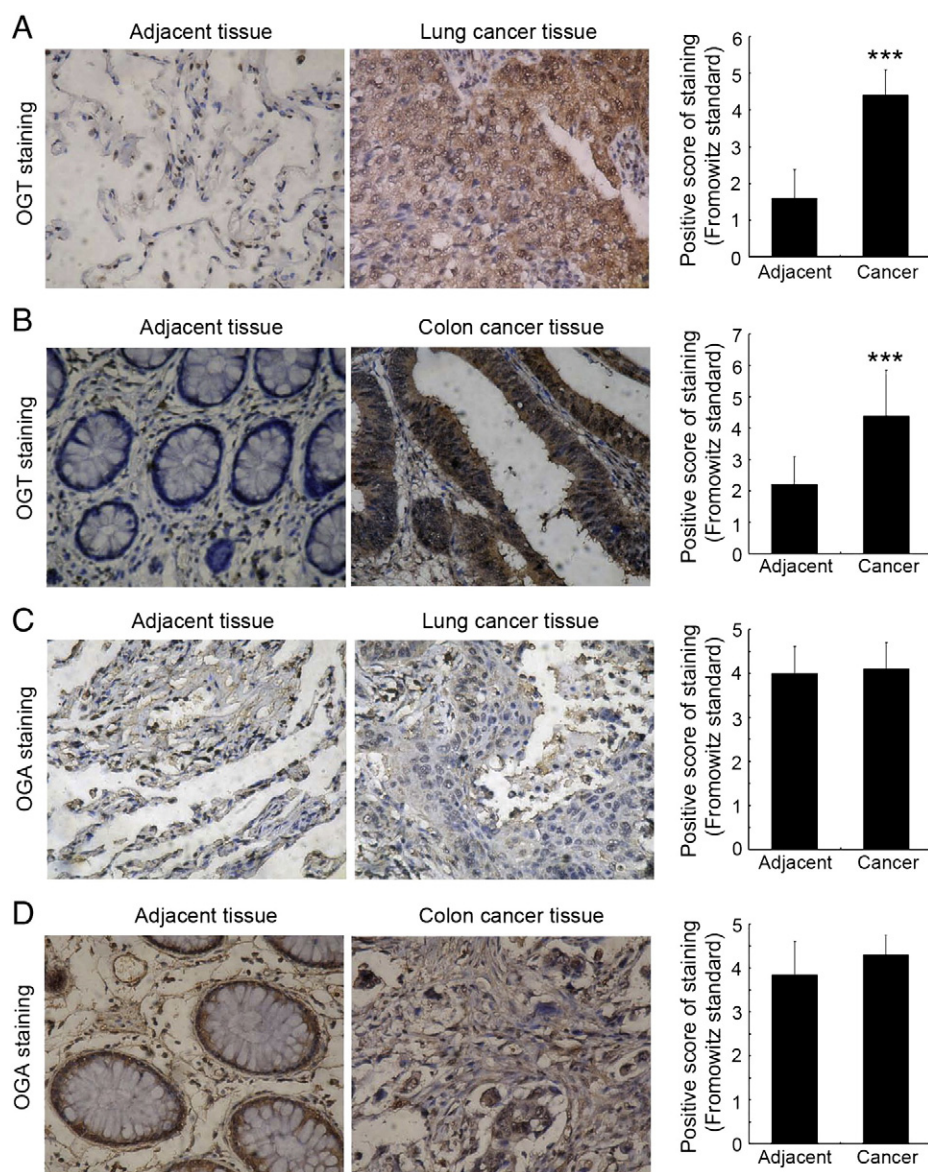 A
Adjacent tissue
Lung cancer tissue
OGT staining
Positive score of staining
(Fromowitz standard)
6
5
4
3
2
1
0
***
Adjacent
Cancer
B
Adjacent tissue
Colon cancer tissue
OGT staining
Positive score of staining
(Fromowitz standard)
7
6
5
4
3
2
1
0
***
Adjacent
Cancer
C
Adjacent tissue
Lung cancer tissue
OGA staining
Positive score of staining
(Fromowitz standard)
5
4
3
4
1
0
Adjacent
Cancer
D
Adjacent tissue
Colon cancer tissue
OGA staining
Positive score of staining
(Fromowitz standard)
5
4
3
4
1
0
Adjacent
Cancer